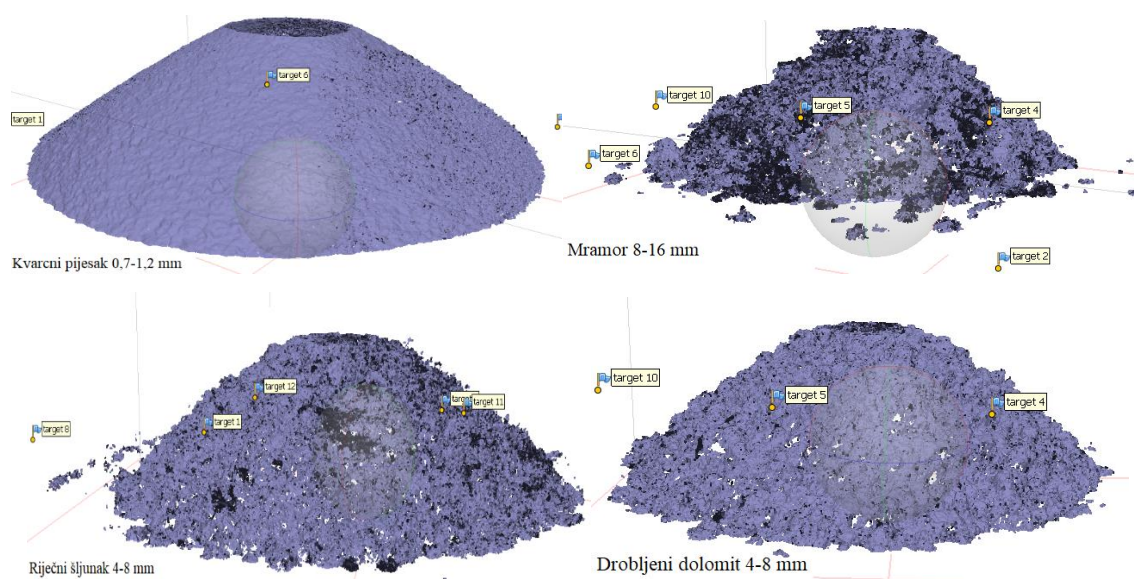 target 6
target 1
Kvarcni pijesak 0,7-1,2 mm
target 10
target 5
target 4
target 6
Mramor 8-16 mm
target 2
target 12
target 11
target 1
target 8
Riječni šljunak 4-8 mm
target 10
target 5
target 4
Drobljeni dolomit 4-8 mm